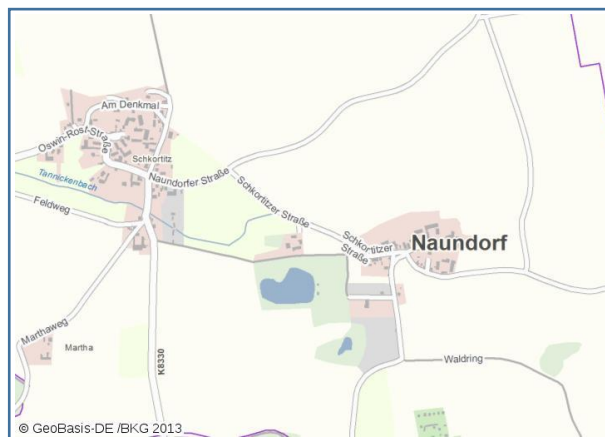 Am Denkmal
Oswin-Rost-Straße
Schkortitz
Naundorfer Straße
Tannickenbach
Feldweg
Schkortitzer Straße
Schkortitzer
Straße
Naundorf
Marthaweg
Martha
K8330
Waldring
© GeoBasis-DE /BKG 2013